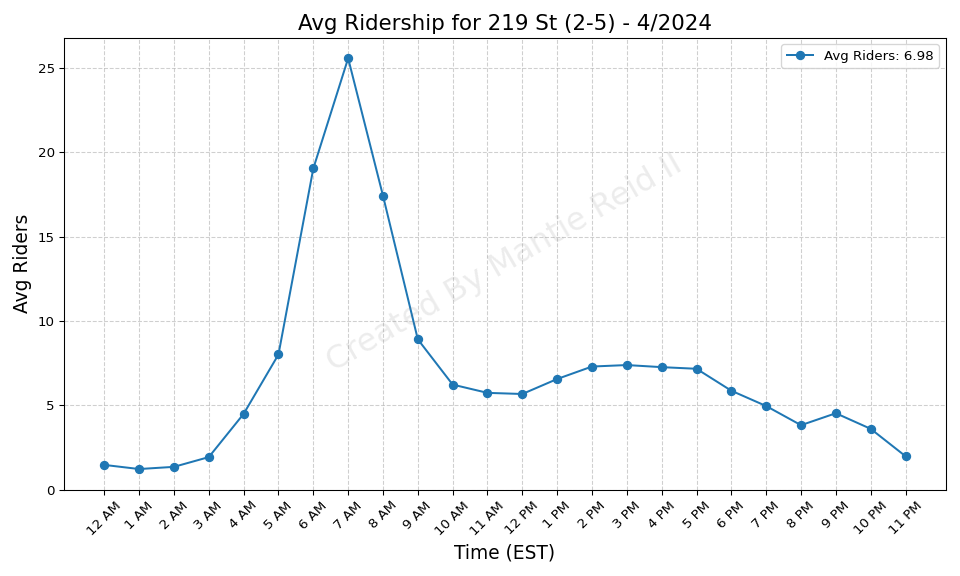 Avg Ridership for 219 St (2-5) - 4/2024
Avg Riders: 6.98
Avg Riders
25
20
15
10
5
0
Created By Mantie Reid II
12 AM
1 AM
2 AM
3 AM
4 AM
5 AM
6 AM
7 AM
8 AM
9 AM
10 AM
11 AM
12 PM
1 PM
2 PM
3 PM
4 PM
5 PM
6 PM
7 PM
8 PM
9 PM
10 PM
11 PM
Time (EST)